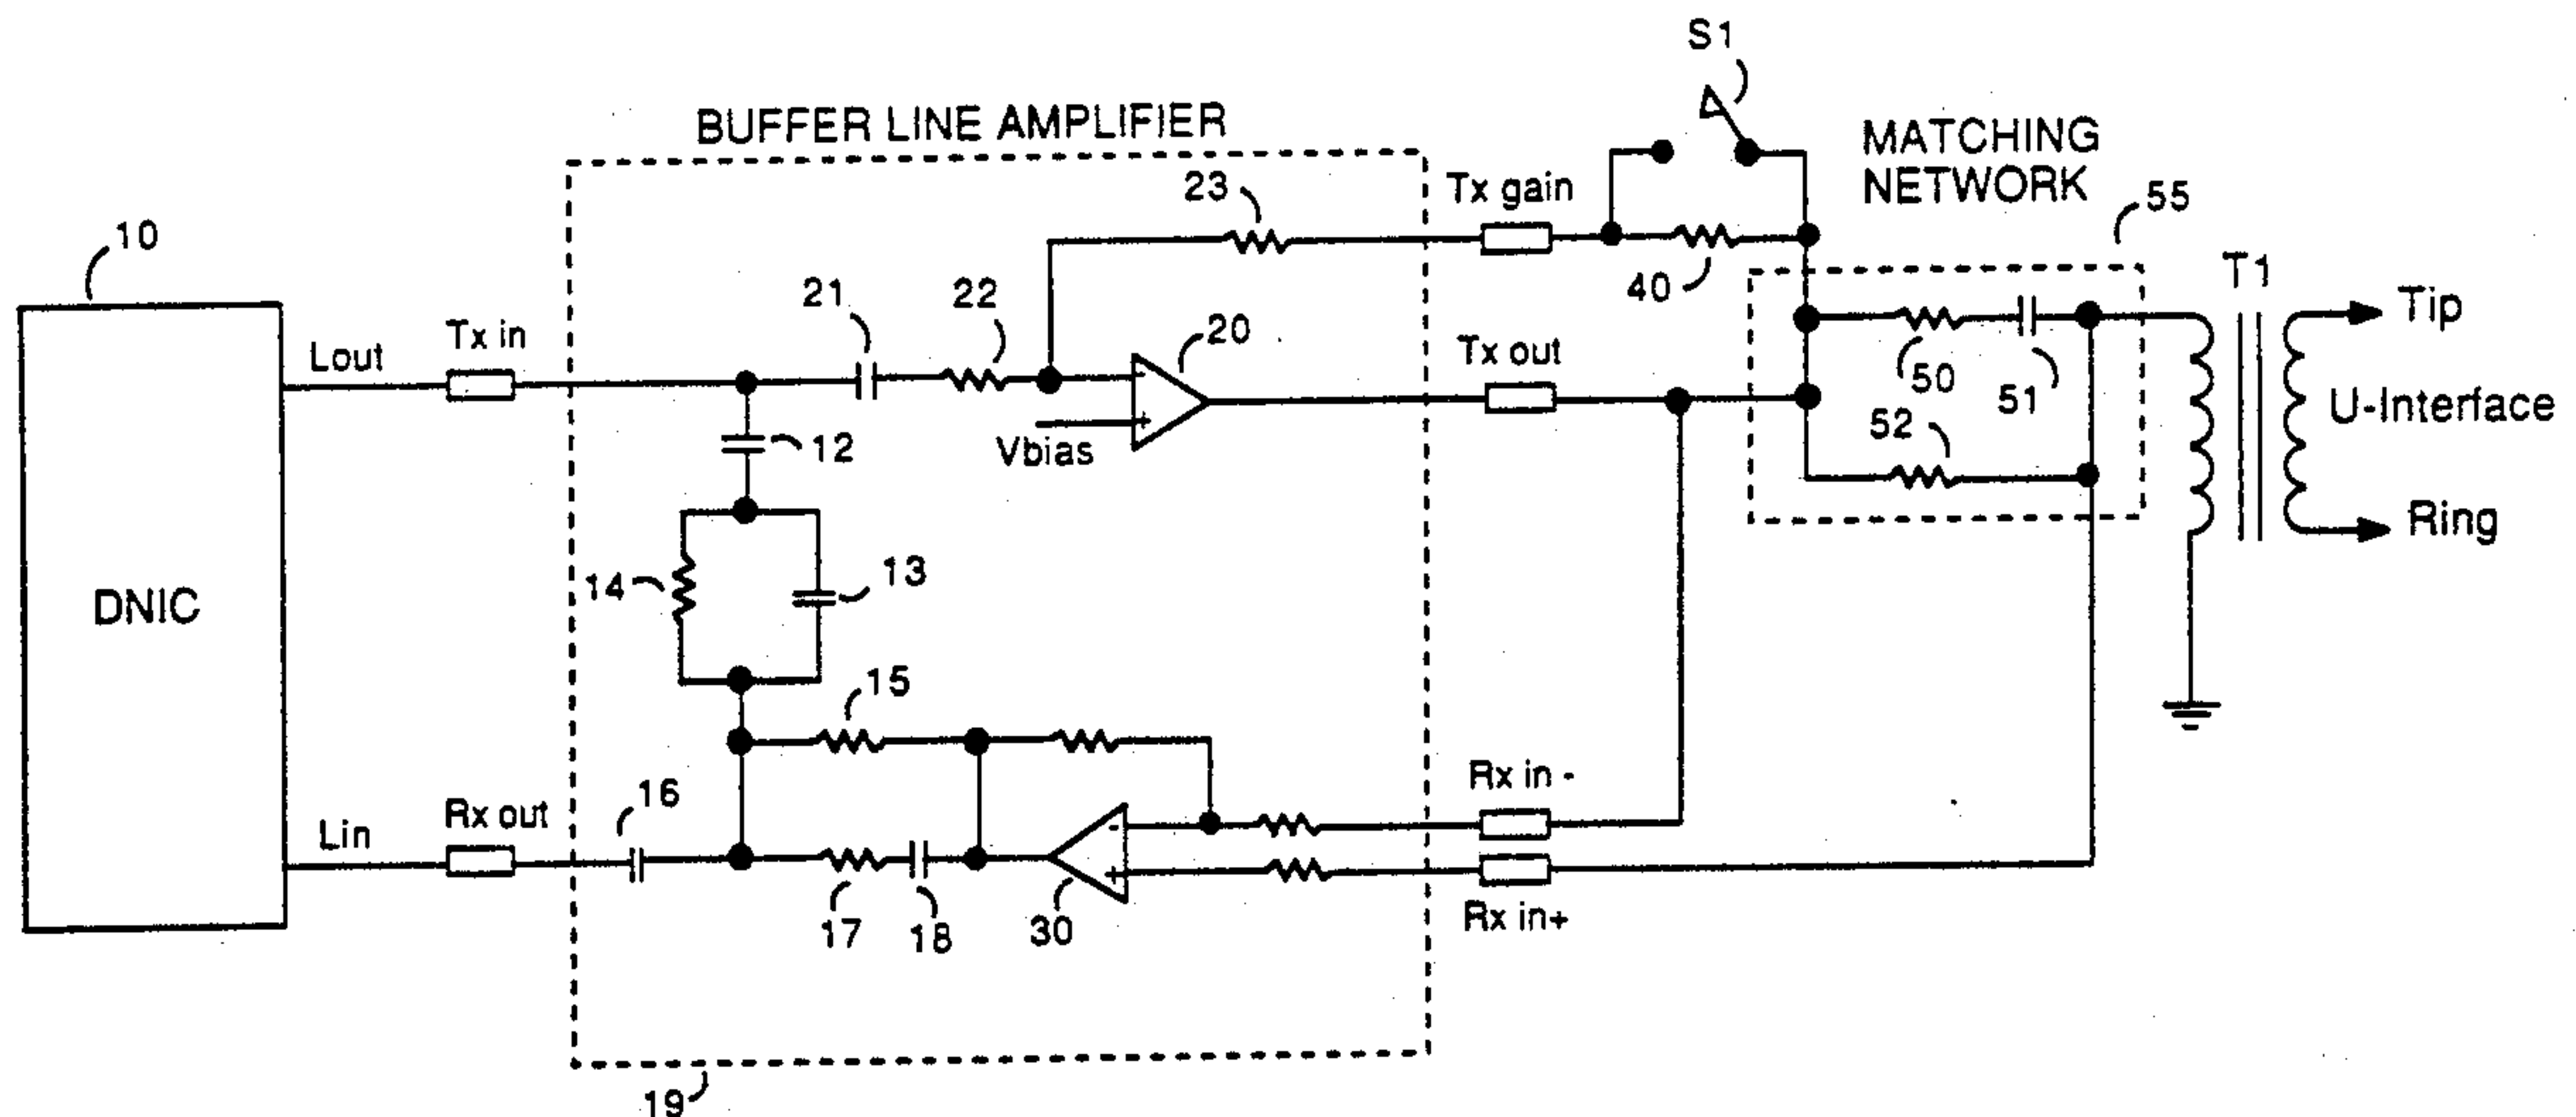 S1
BUFFER LINE AMPLIFIER
MATCHING
NETWORK
23
Tx gain
55
10
21
22
40
T1
Tip
Lout
Tx in
20
Tx out
50
51
U-Interface
-
+
Vbias
12
52
Ring
14
13
DNIC
15
16
Rx in -
Lin
Rx out
-
+
17
18
30
Rx in+
19